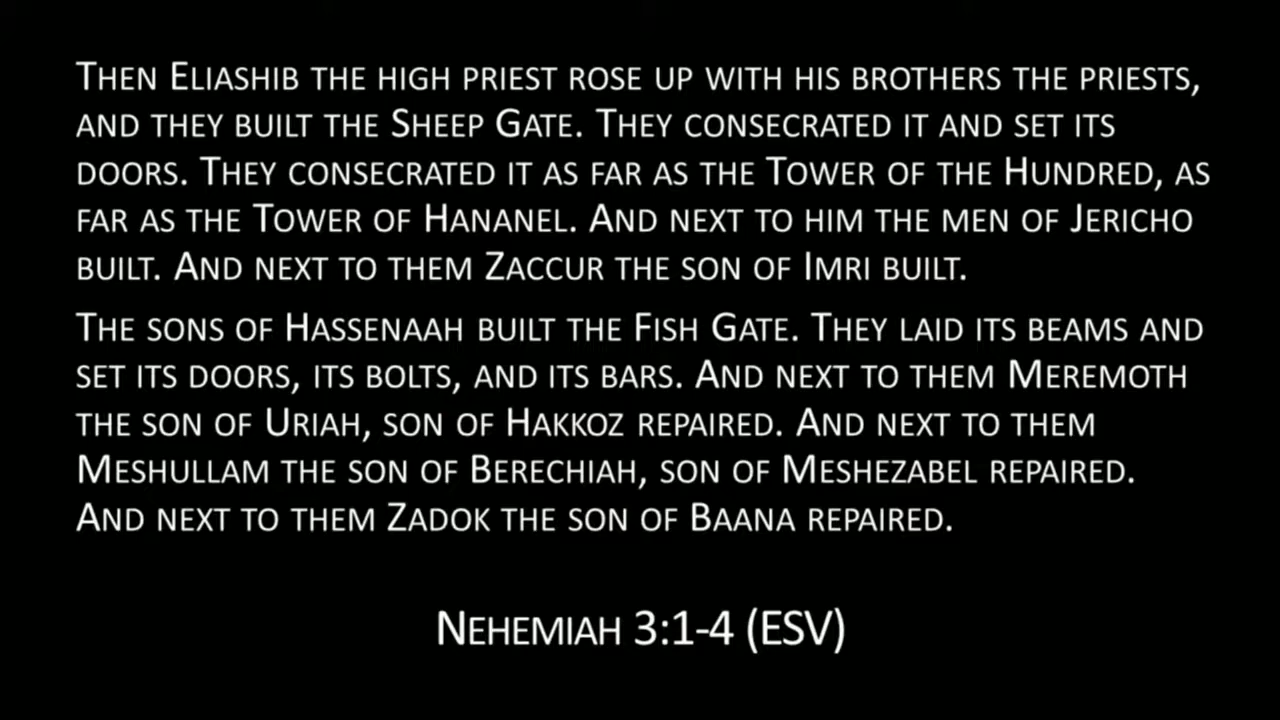 Then Eliashib the high priest rose up with his brothers the priests,
and they built the Sheep Gate. They consecrated it and set its
doors. They consecrated it as far as the Tower of the Hundred, as
far as the Tower of Hananel. And next to him the men of Jericho
built. And next to them Zaccur the son of Imri built.
The sons of Hassenaah built the Fish Gate. They laid its beams and
set its doors, its bolts, and its bars. And next to them Meremoth
the son of Uriah, son of Hakkoz repaired. And next to them
Meshullam the son of Berechiah, son of Meshezabel repaired.
And next to them Zadok the son of Baana repaired.
Nehemiah 3:1-4 (ESV)